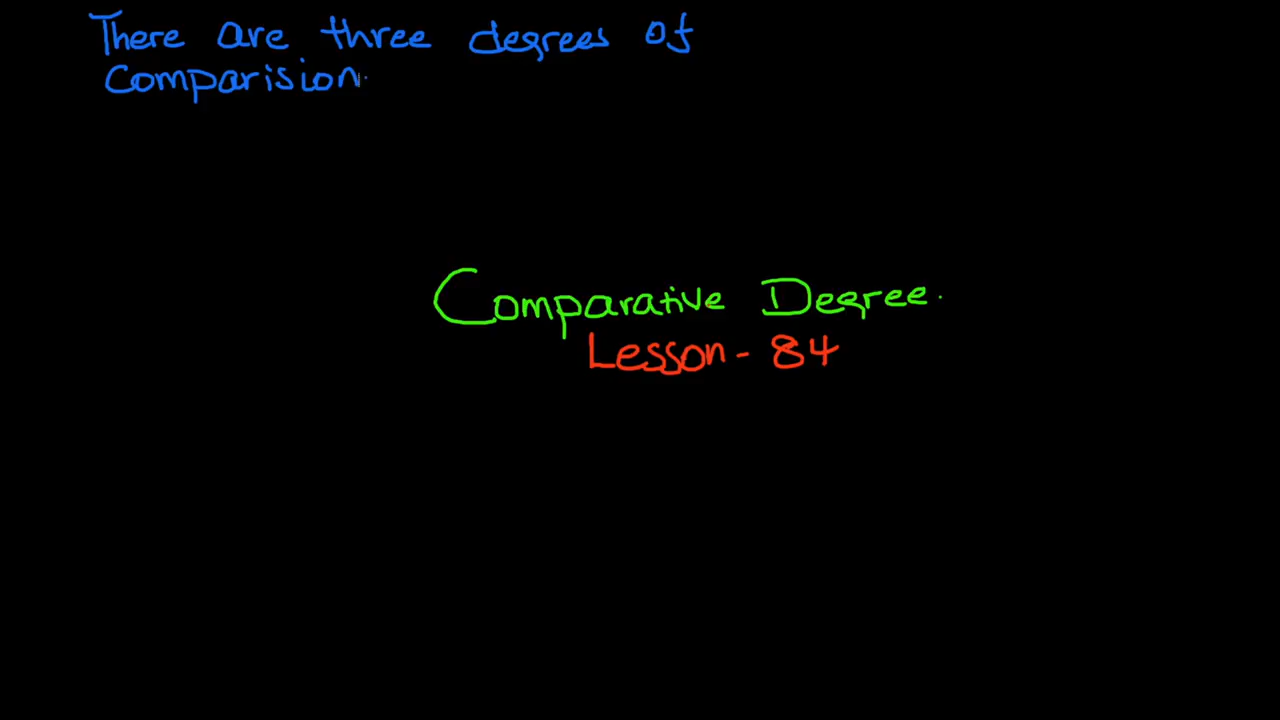 There are three degrees of
Comparision.
Comparative Degree.
Lesson - 84